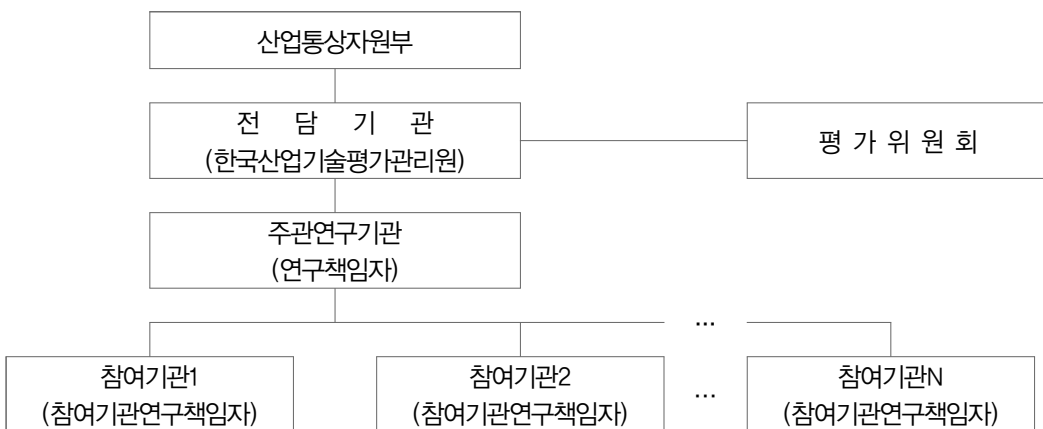 산업통상자원부
전 담 기 관
(한국산업기술평가관리원)
평 가 위 원 회
주관연구기관
(연구책임자)
...
참여기관1
(참여기관연구책임자)
참여기관2
(참여기관연구책임자)
...
참여기관N
(참여기관연구책임자)